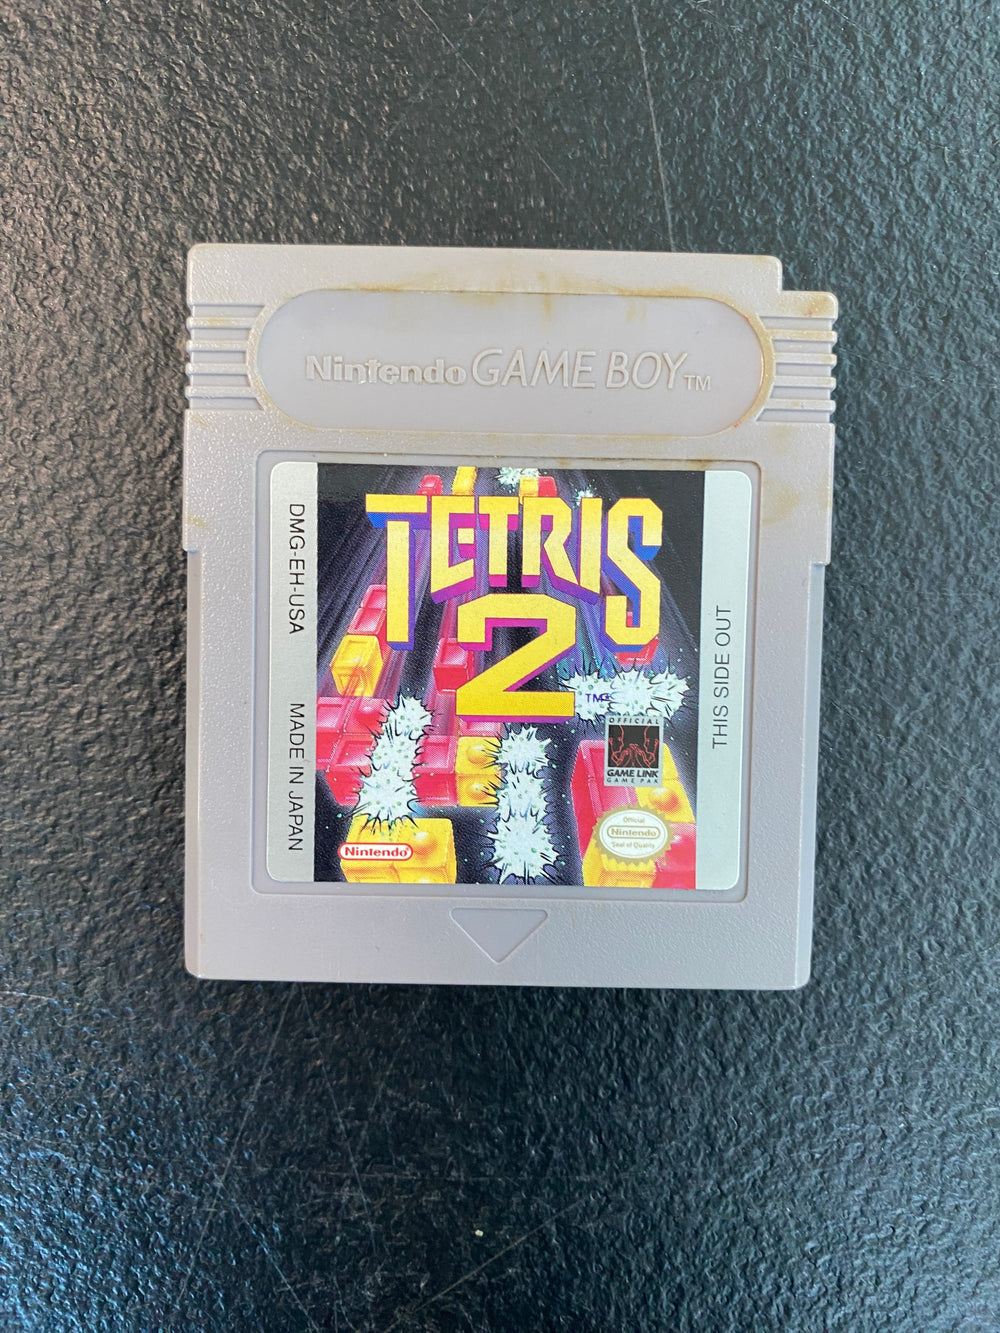 Nintendo GAME BOY TM
DMG-EH-USA MADE IN JAPAN
TETRIS
2
TM&©
OFFICIAL
GAME LINK
GAME PAK
Official
Nintendo
Seal of Quality
Nintendo®
THIS SIDE OUT